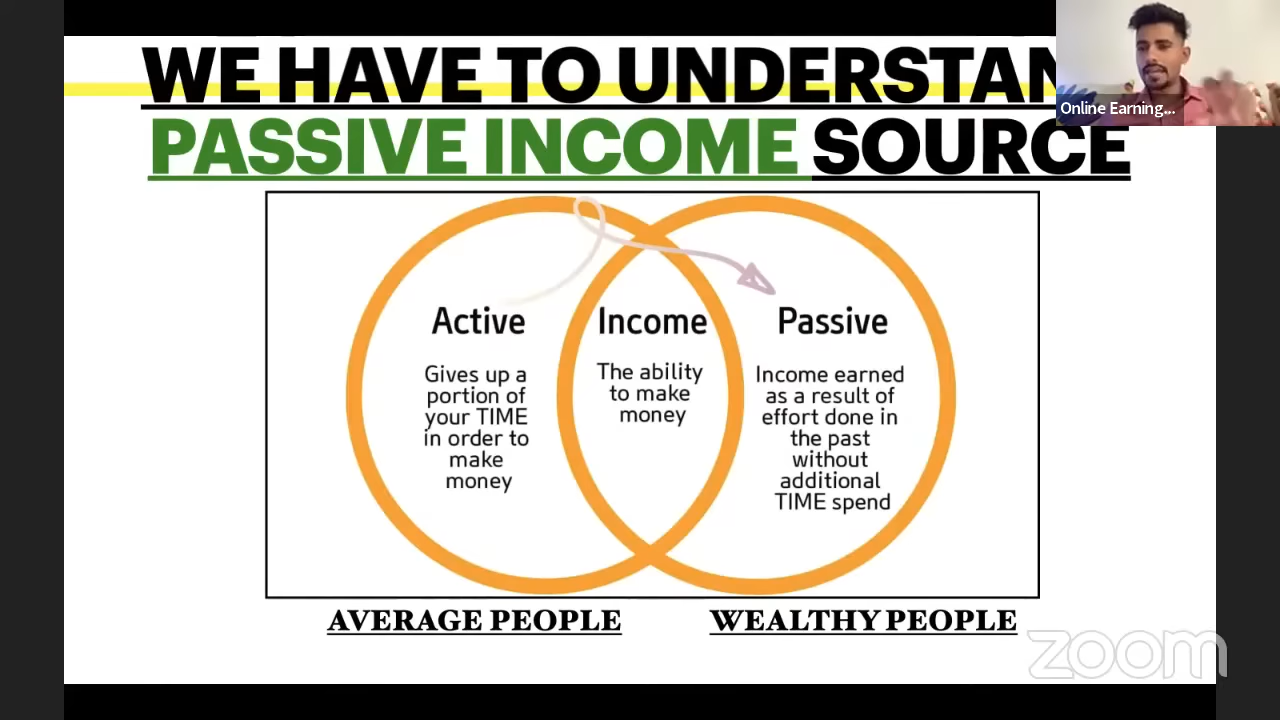 WE HAVE TO UNDERSTAN
PASSIVE INCOME SOURCE
Online Earning....
Active
Gives up a
portion of
your TIME
in order to
make
money
Income
The ability
to make
money
Passive
Income earned
as a result of
effort done in
the past
without
additional
TIME spend
AVERAGE PEOPLE
WEALTHY PEOPLE
zoom